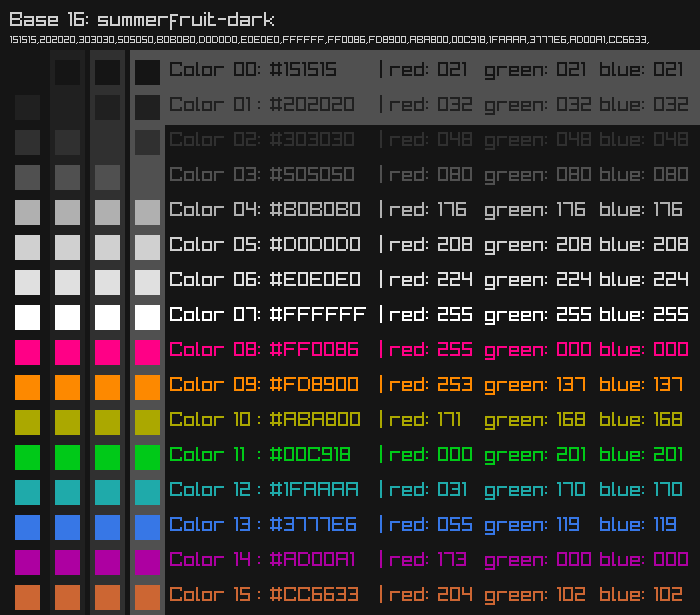 Base 16: summerfruit-dark
151515,202020,303030,505050,B0B0B0,D0D0D0,E0E0E0,FFFFFF,FF0086,FD8900,ABA800,00C918,1FAAAA,3777E6,AD00A1,CC6633,
Color 00: #151515 | red: 021 green: 021 blue: 021
Color 01: #202020 | red: 032 green: 032 blue: 032
Color 02: #303030 | red: 048 green: 048 blue: 048
Color 03: #505050 | red: 080 green: 080 blue: 080
Color 04: #B0B0B0 | red: 176 green: 176 blue: 176
Color 05: #D0D0D0 | red: 208 green: 208 blue: 208
Color 06: #E0E0E0 | red: 224 green: 224 blue: 224
Color 07: #FFFFFF | red: 255 green: 255 blue: 255
Color 08: #FF0086 | red: 255 green: 000 blue: 000
Color 09: #FD8900 | red: 253 green: 137 blue: 137
Color 10: #ABA800 | red: 171 green: 168 blue: 168
Color 11: #00C918 | red: 000 green: 201 blue: 201
Color 12: #1FAAAA | red: 031 green: 170 blue: 170
Color 13: #3777E6 | red: 055 green: 119 blue: 119
Color 14: #AD00A1 | red: 173 green: 000 blue: 000
Color 15: #CC6633 | red: 204 green: 102 blue: 102